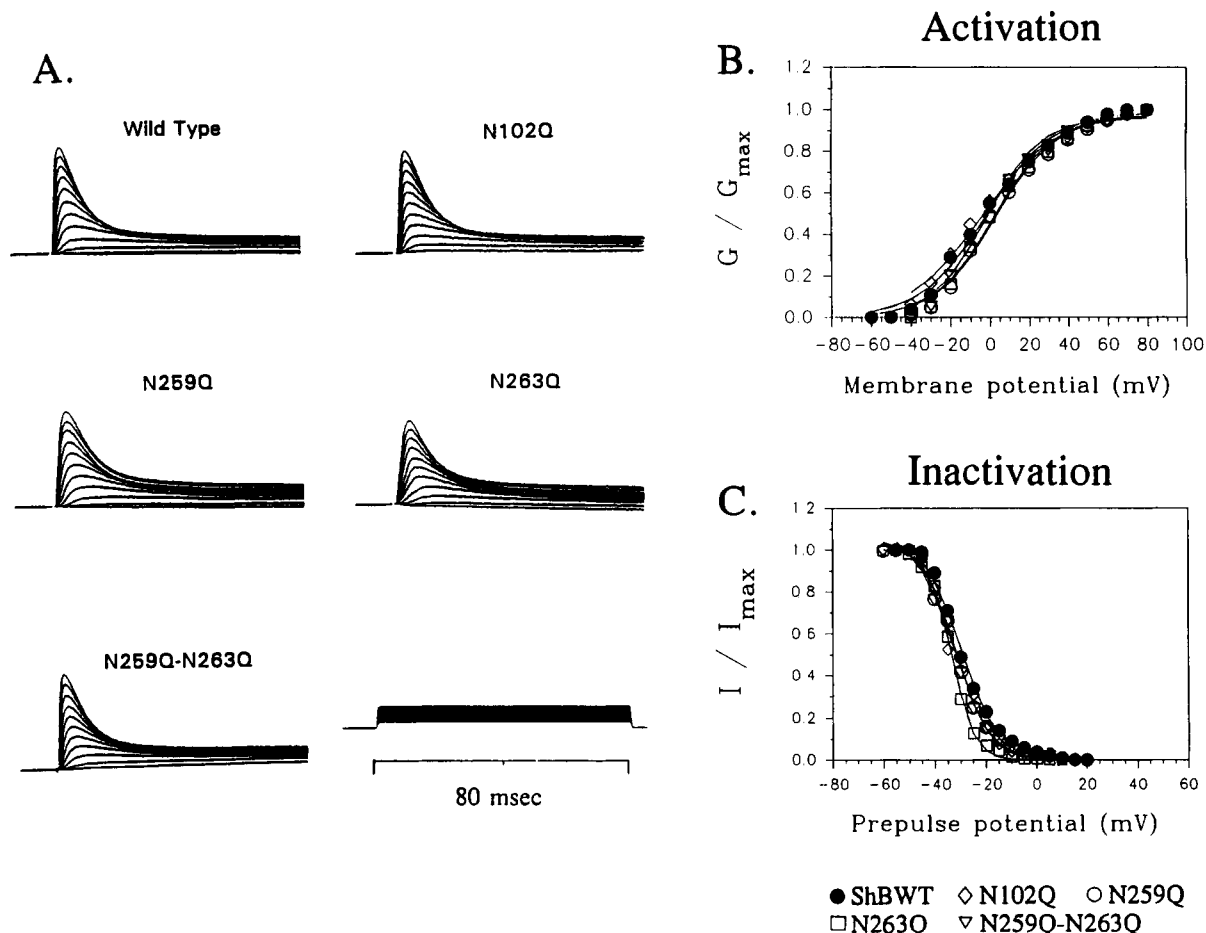 A.
Wild Type
N102Q
N259Q
N263Q
N259Q-N263Q
80 msec
Activation
B.
1.2
1.0
0.8
0.6
0.4
0.2
0.0
G / Gmax
-80 -60 -40 -20 0 20 40 60 80 100
Membrane potential (mV)
Inactivation
C.
1 2
1.0
0 8
0 6
0 4
0.2
0.0
I / Imax
-80 -60 -40 -20 0 20 40 60
Prepulse potential (mV)
ShBWT N102Q N259Q
N263Q N259Q-N263Q